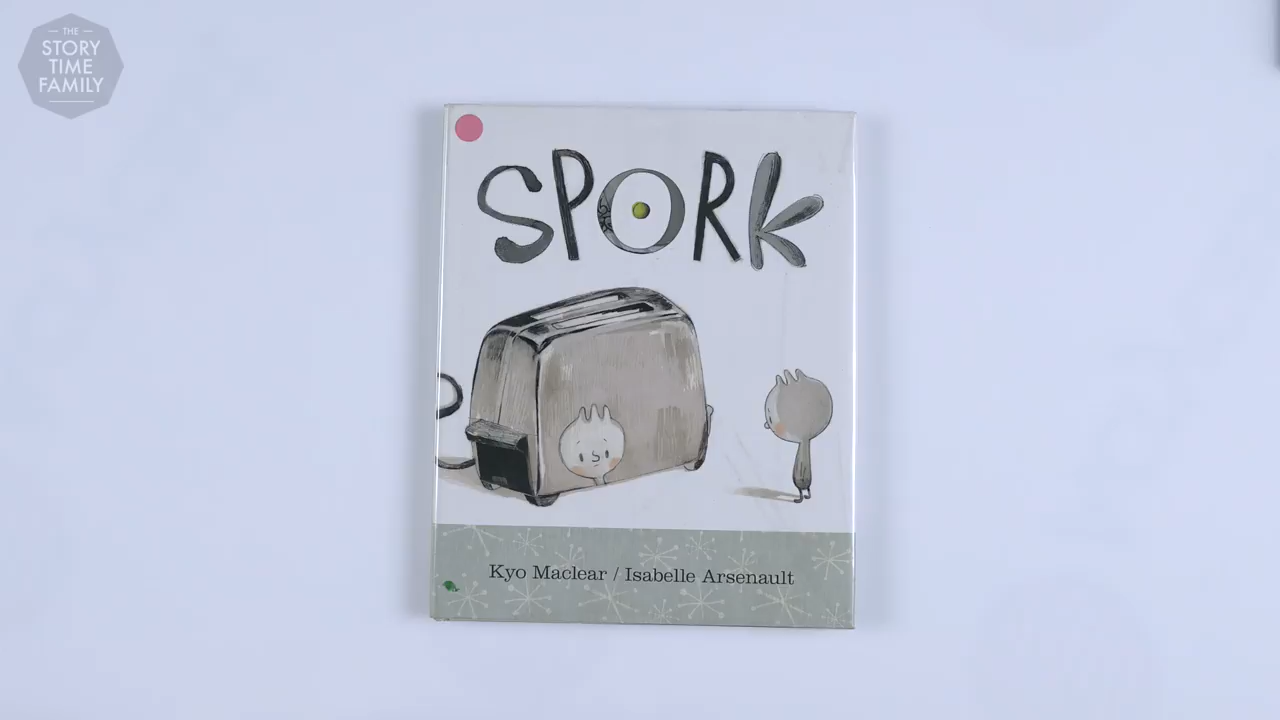 THE
STORY
TIME
FAMILY
SPORK
Kyo Maclear / Isabelle Arsenault